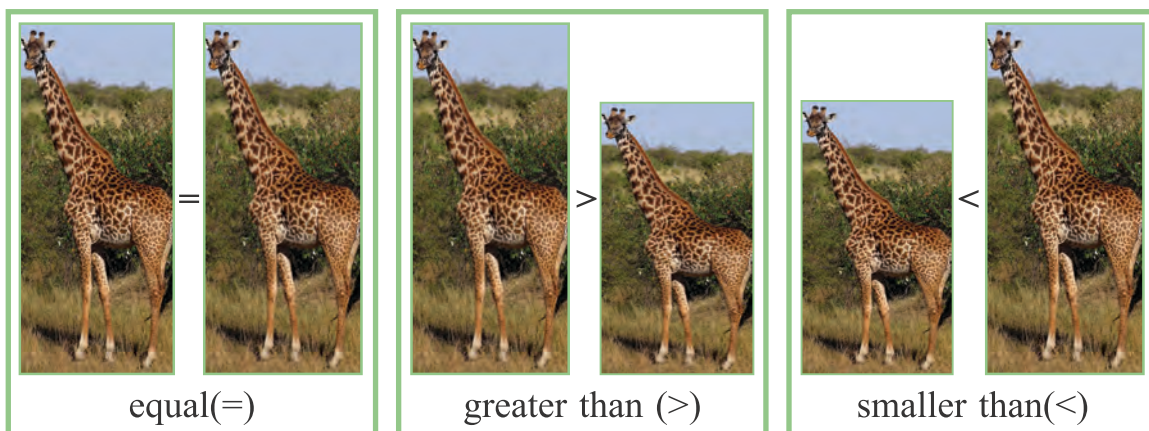 =
>
<
equal(=)
greater than (>)
smaller than(<)